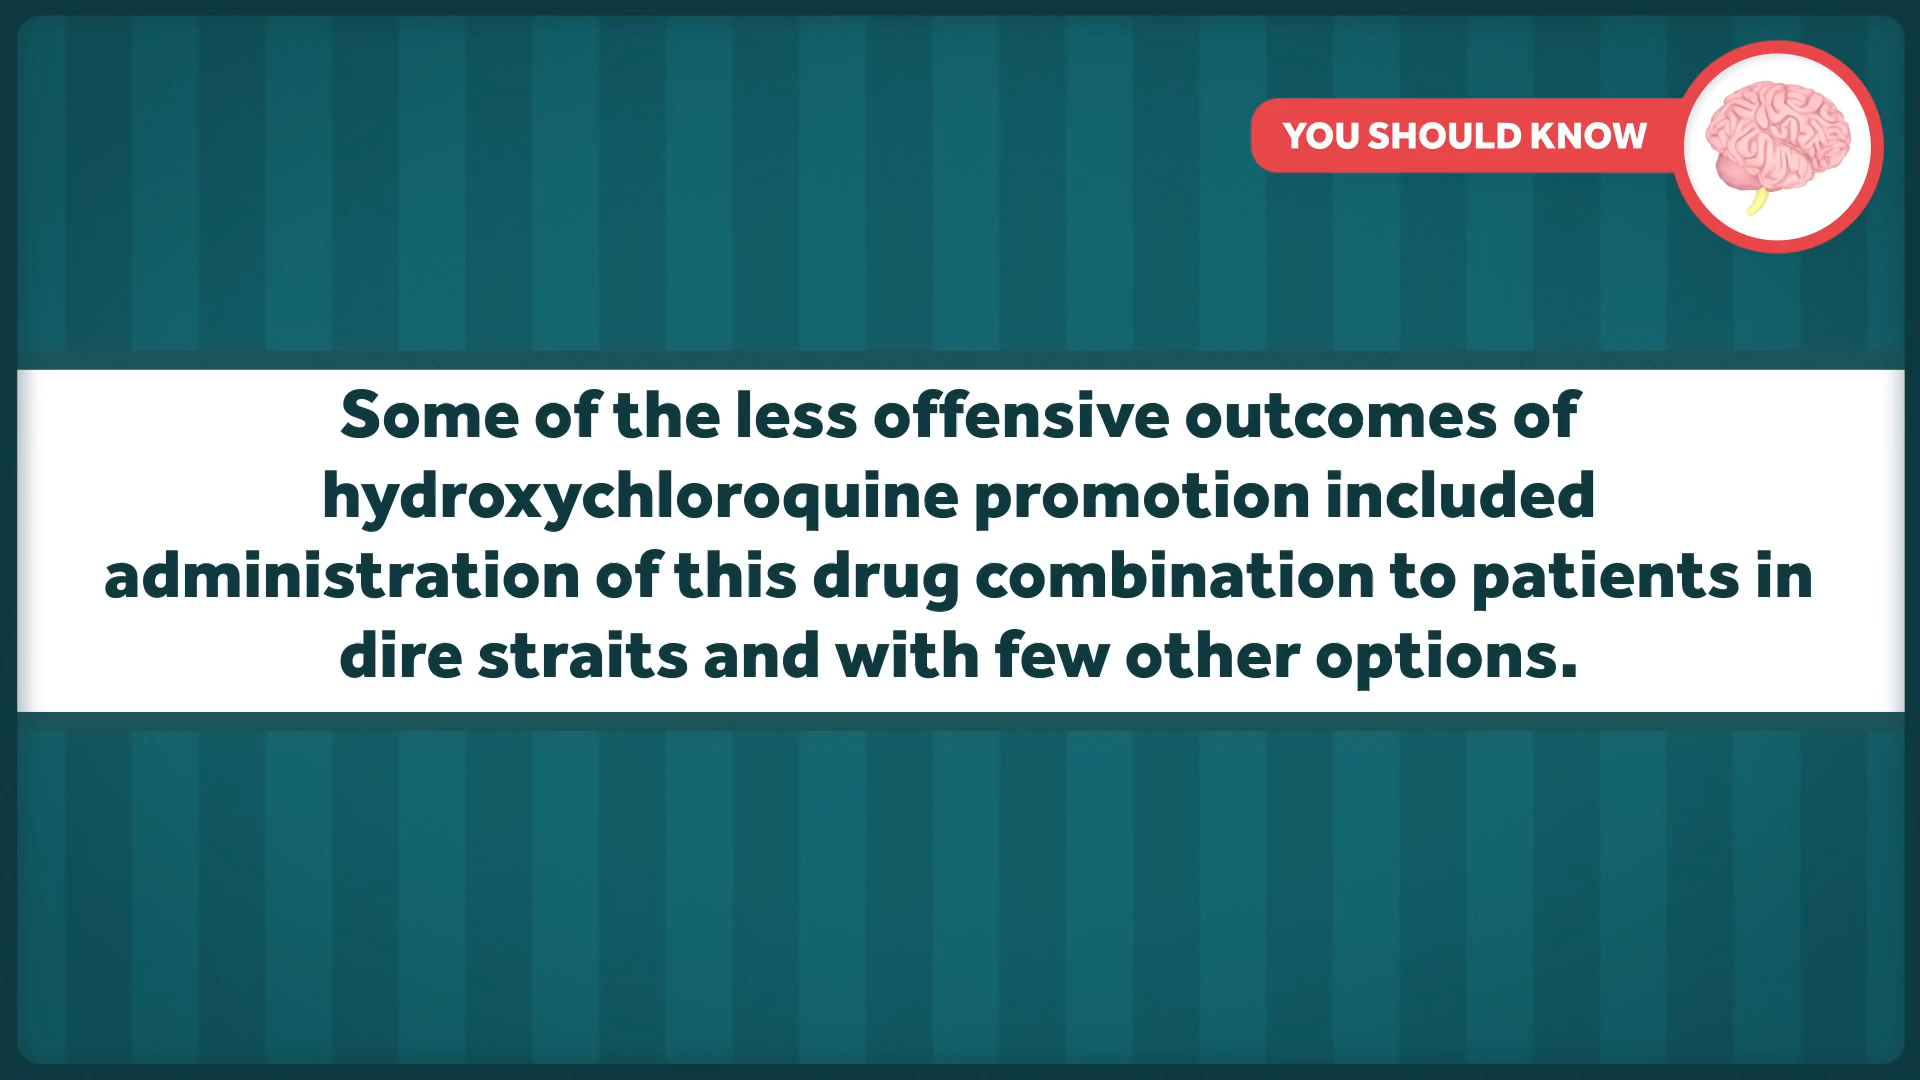 YOU SHOULD KNOW
Some of the less offensive outcomes of
hydroxychloroquine promotion included
administration of this drug combination to patients in
dire straits and with few other options.